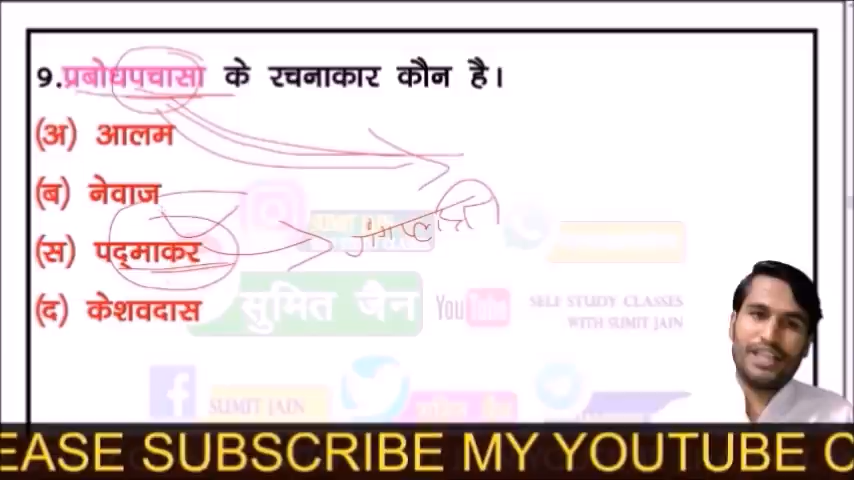 9.प्रबोधपचासा के रचनाकार कौन है।
(अ) आलम
(ब) नेवाज
(स) पद्माकर
(द) केशवदास
सुमित जैन
YouTube
SELF STUDY CLASSES
WITH SUMIT JAIN
SUMIT JAIN
EASE SUBSCRIBE MY YOUTUBE C